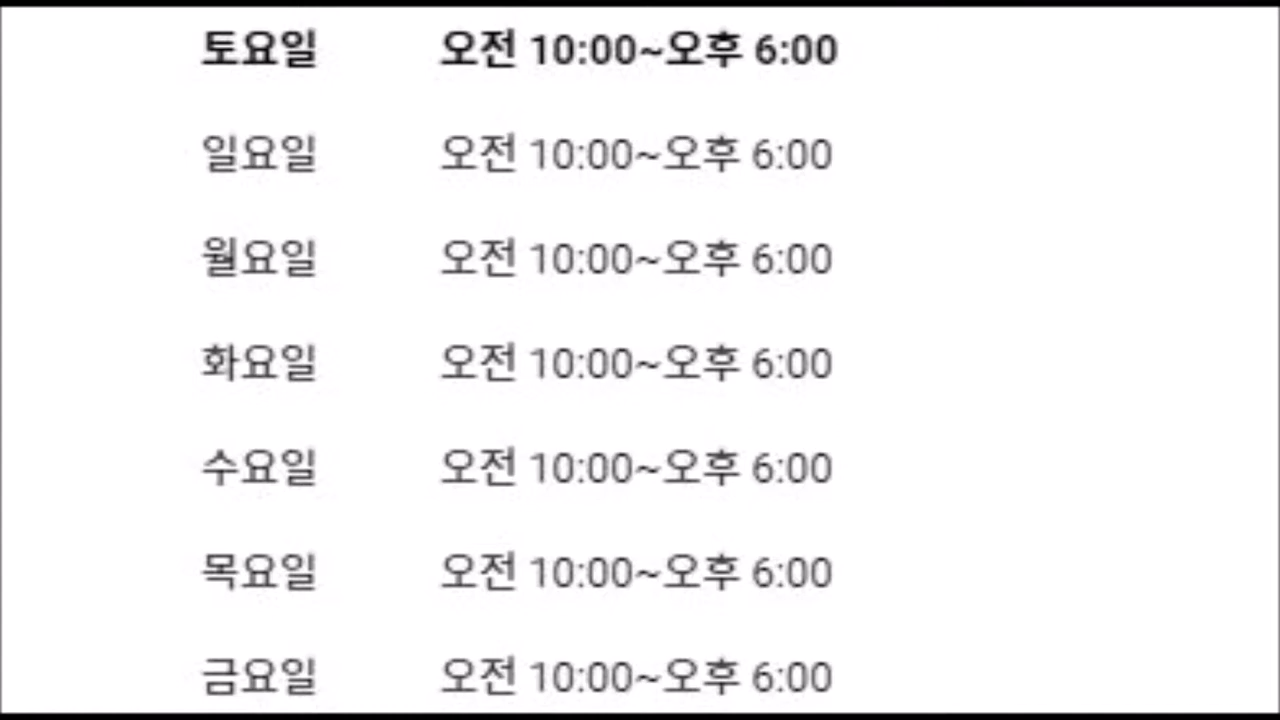 토요일 오전 10:00~오후 6:00
일요일 오전 10:00~오후 6:00
월요일 오전 10:00~오후 6:00
화요일 오전 10:00~오후 6:00
수요일 오전 10:00~오후 6:00
목요일 오전 10:00~오후 6:00
금요일 오전 10:00~오후 6:00